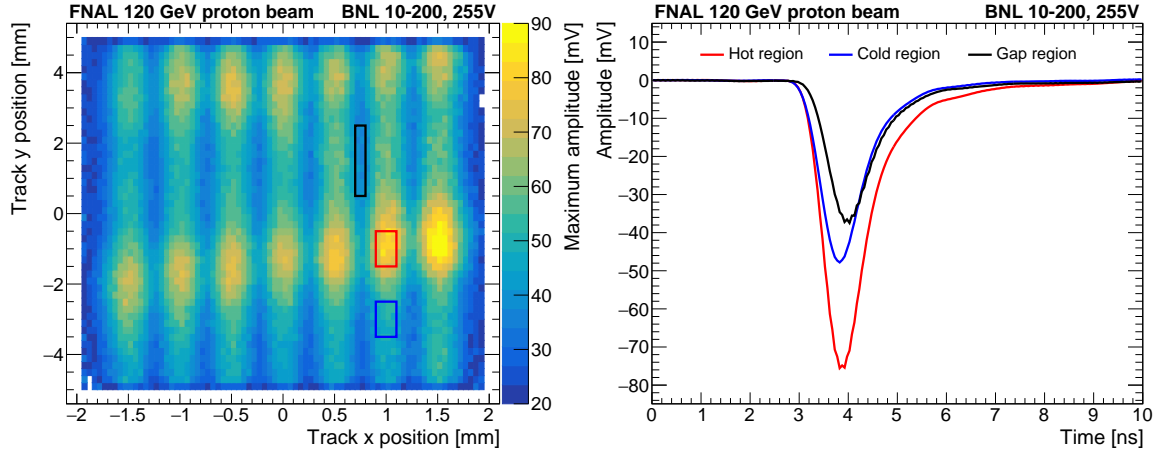 FNAL 120 GeV proton beam BNL 10-200, 255V
Track y position [mm]
4
2
0
−2
−4
−2 −1.5 −1 −0.5 0 0.5 1 1.5 2
Track x position [mm]
90
80
70
60
50
40
30
20
Maximum amplitude [mV]
FNAL 120 GeV proton beam BNL 10-200, 255V
Hot region Cold region Gap region
Amplitude [mV]
10
0
−10
−20
−30
−40
−50
−60
−70
−80
0 1 2 3 4 5 6 7 8 9 10
Time [ns]